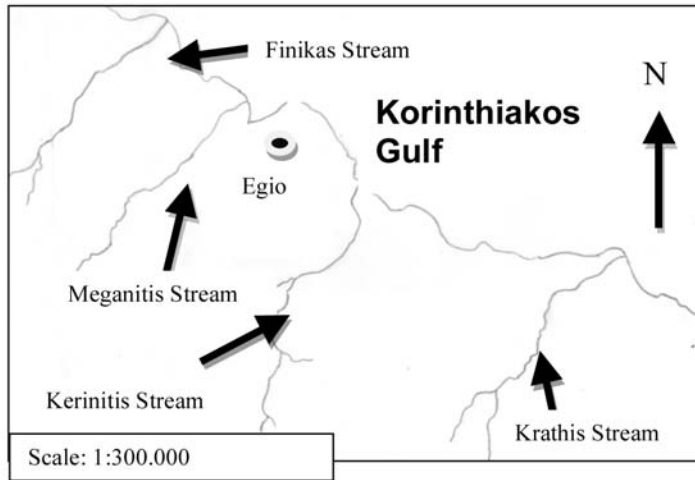 Finikas Stream
N
Korinthiakos
Gulf
Egio
Meganitis Stream
Kerinitis Stream
Krathis Stream
Scale: 1:300.000